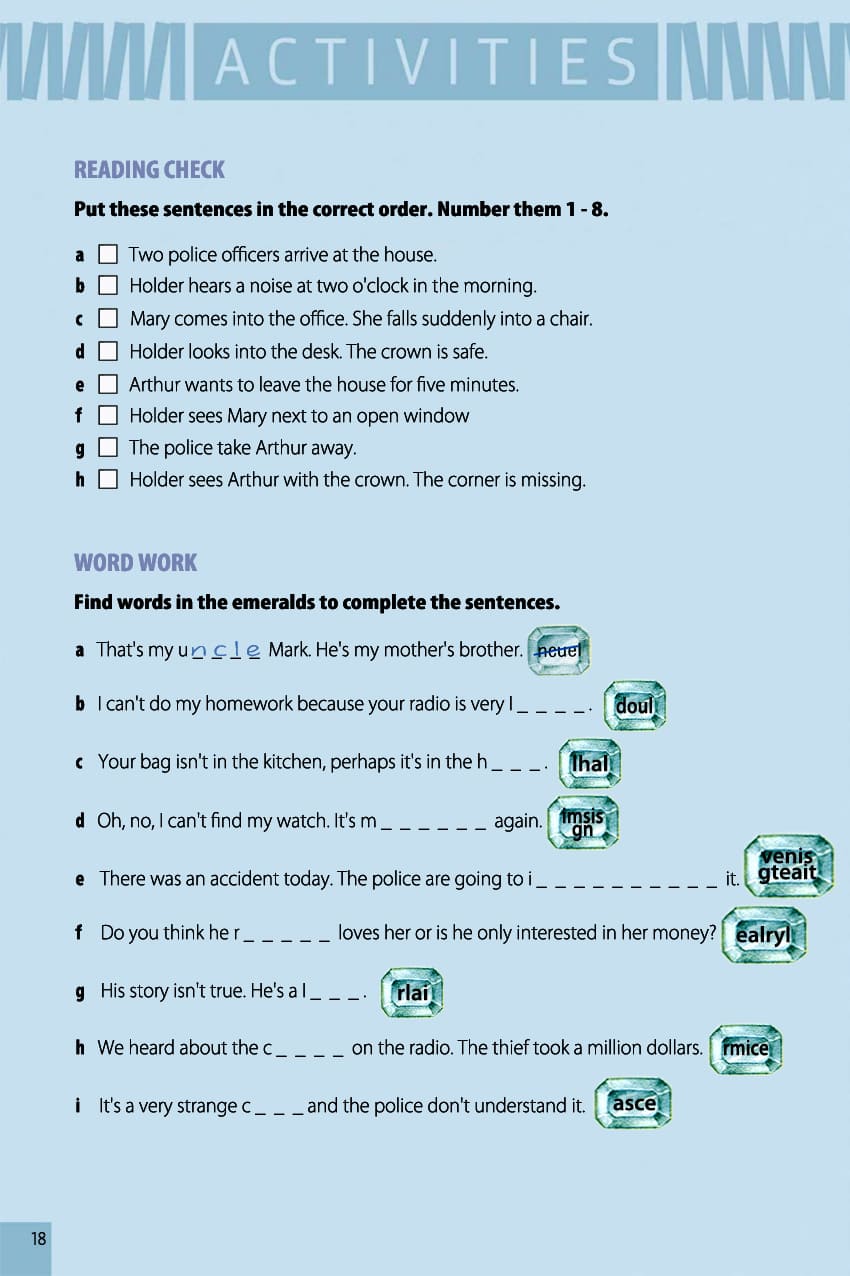 ACTIVITIES
READING CHECK
Put these sentences in the correct order. Number them 1 - 8.
a Two police officers arrive at the house.
b Holder hears a noise at two o'clock in the morning.
c Mary comes into the office. She falls suddenly into a chair.
d Holder looks into the desk. The crown is safe.
e Arthur wants to leave the house for five minutes.
f Holder sees Mary next to an open window
g The police take Arthur away.
h Holder sees Arthur with the crown. The corner is missing.
WORD WORK
Find words in the emeralds to complete the sentences.
a That's my uncle Mark. He's my mother's brother. ncuel
b I can't do my homework because your radio is very l _ _ _ _ . doul
c Your bag isn't in the kitchen, perhaps it's in the h _ _ _ . lhal
d Oh, no, I can't find my watch. It's m _ _ _ _ _ _ again. imsis
gn
e There was an accident today. The police are going to i _ _ _ _ _ _ _ _ _ _ it. venis
gteait
f Do you think he r _ _ _ _ _ loves her or is he only interested in her money? ealryl
g His story isn't true. He's a l _ _ _ . rlai
h We heard about the c _ _ _ _ on the radio. The thief took a million dollars. rmice
i It's a very strange c _ _ _ and the police don't understand it. asce
18